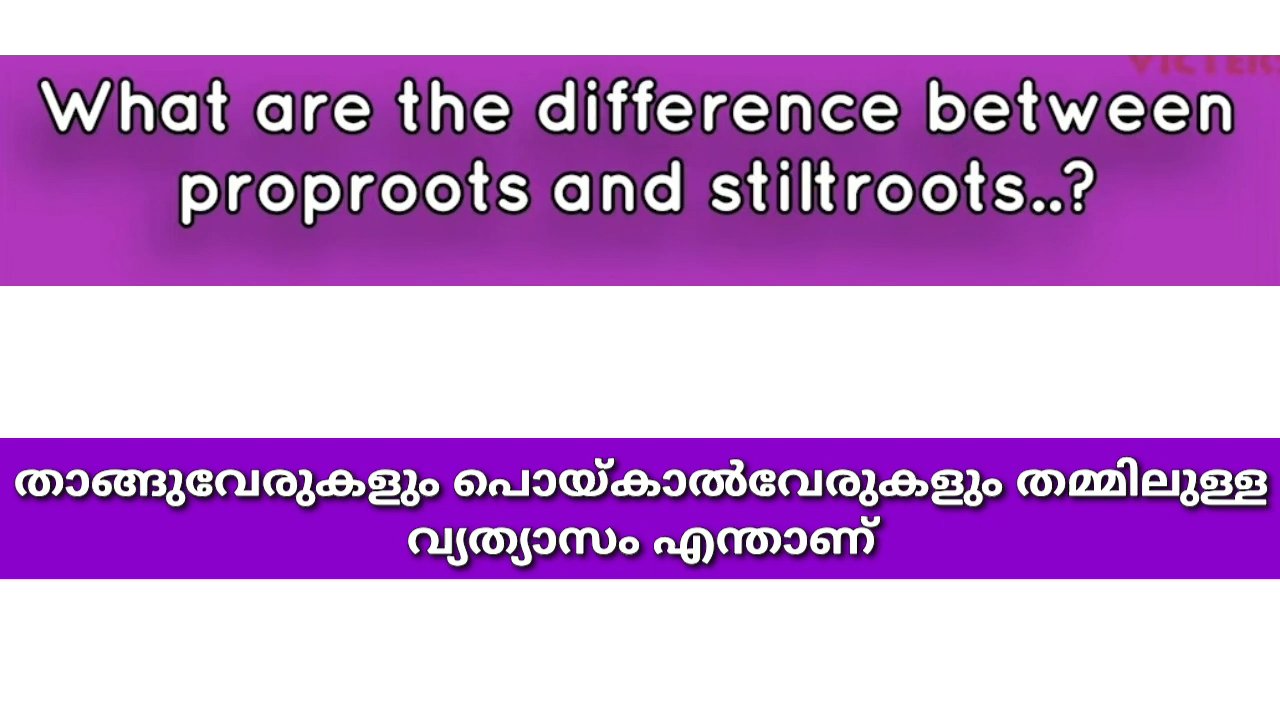 What are the difference between
proproots and stiltroots..?
താങ്ങുവേരുകളും പൊയ്കാൽവേരുകളും തമ്മിലുള്ള
വ്യത്യാസം എന്താണ്